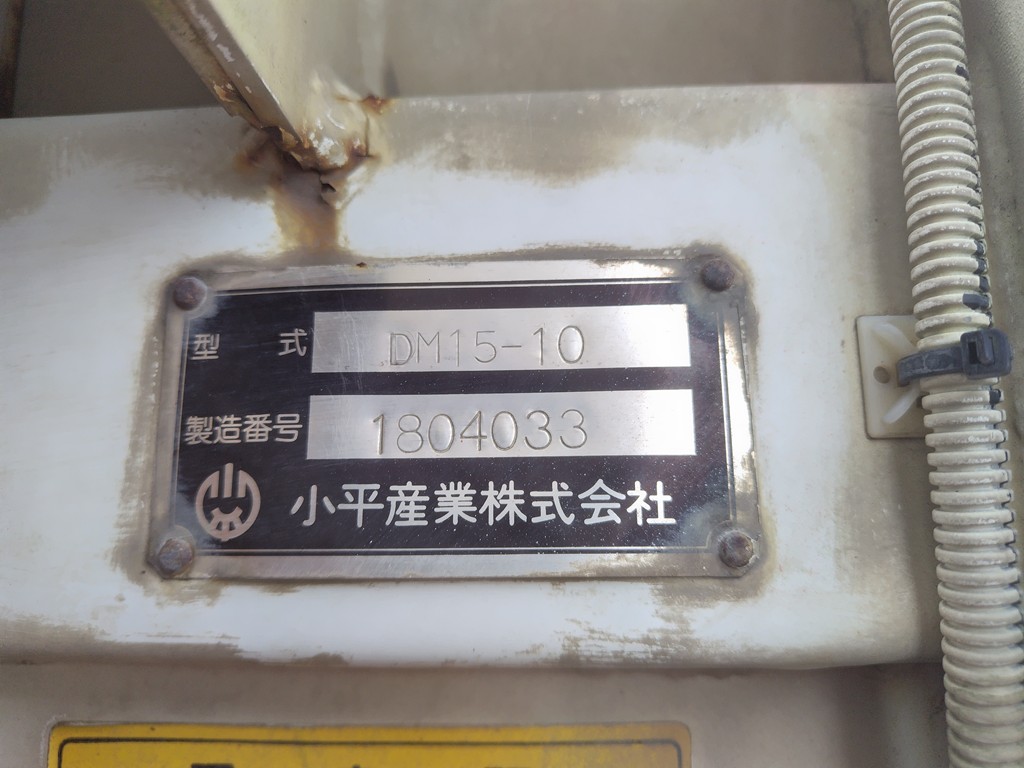 型 式 DM15-10
製造番号 1804033
小平産業株式会社